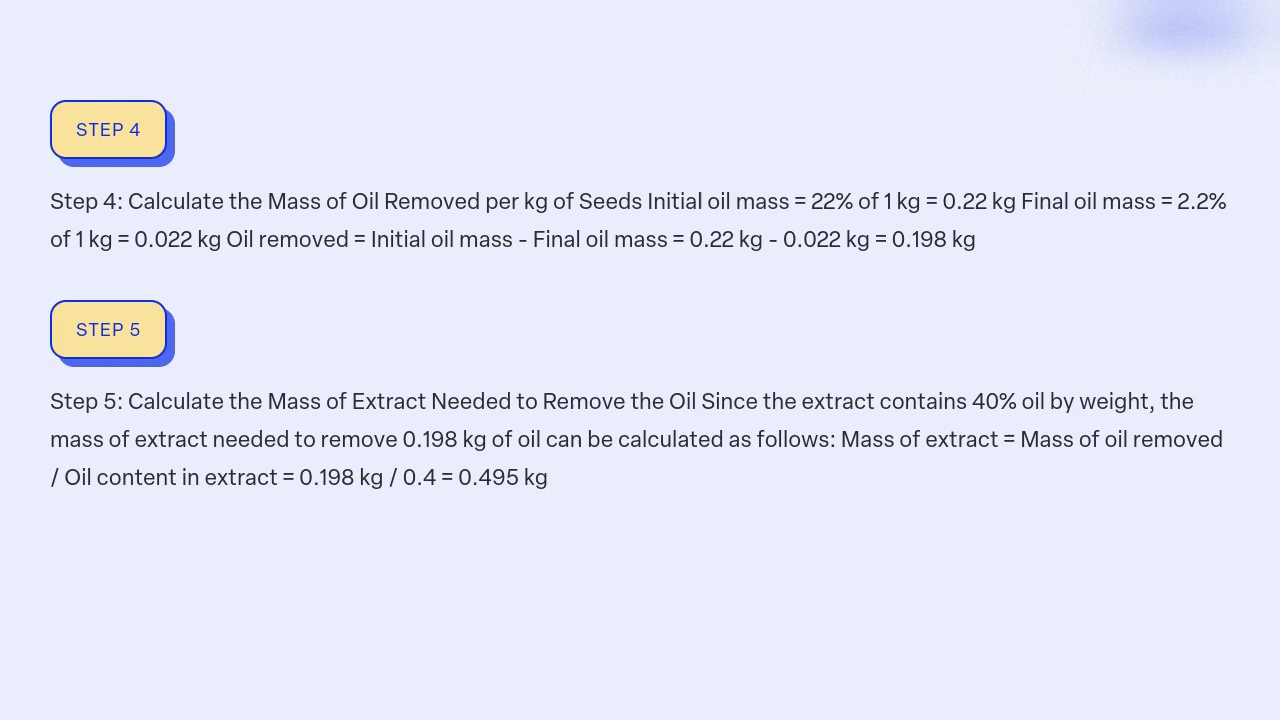 STEP 4
Step 4: Calculate the Mass of Oil Removed per kg of Seeds Initial oil mass = 22% of 1 kg = 0.22 kg Final oil mass = 2.2%
of 1 kg = 0.022 kg Oil removed = Initial oil mass - Final oil mass = 0.22 kg - 0.022 kg = 0.198 kg
STEP 5
Step 5: Calculate the Mass of Extract Needed to Remove the Oil Since the extract contains 40% oil by weight, the
mass of extract needed to remove 0.198 kg of oil can be calculated as follows: Mass of extract = Mass of oil removed
/ Oil content in extract = 0.198 kg / 0.4 = 0.495 kg